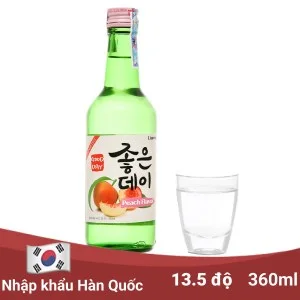 GOOD
DAY
좋은
데이
Peach Flavor
Nhập khẩu Hàn Quốc
13.5 độ
360ml